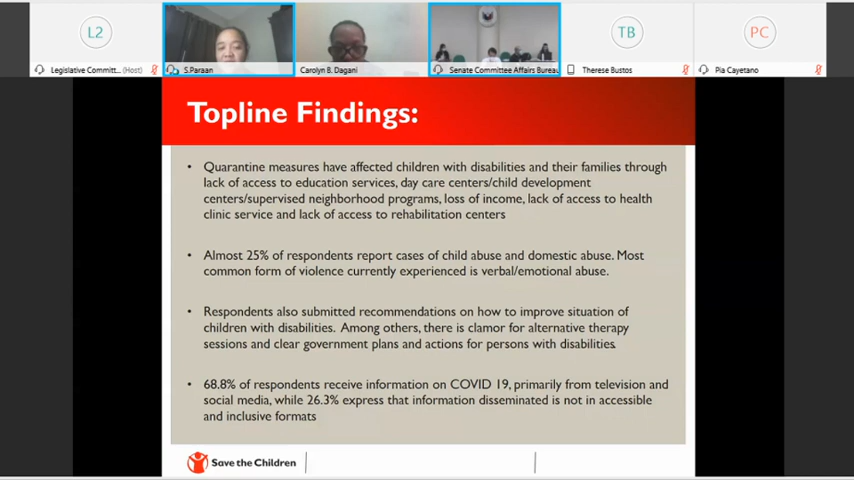 L2
TB
PC
Legislative Committ... (Host)
S.Paraan
Carolyn B. Dagani
Senate Committee Affairs Bureau
Therese Bustos
Pia Cayetano
Topline Findings:
• Quarantine measures have affected children with disabilities and their families through
lack of access to education services, day care centers/child development
centers/supervised neighborhood programs, loss of income, lack of access to health
clinic service and lack of access to rehabilitation centers
• Almost 25% of respondents report cases of child abuse and domestic abuse. Most
common form of violence currently experienced is verbal/emotional abuse.
• Respondents also submitted recommendations on how to improve situation of
children with disabilities. Among others, there is clamor for alternative therapy
sessions and clear government plans and actions for persons with disabilities.
• 68.8% of respondents receive information on COVID 19, primarily from television and
social media, while 26.3% express that information disseminated is not in accessible
and inclusive formats
Save the Children